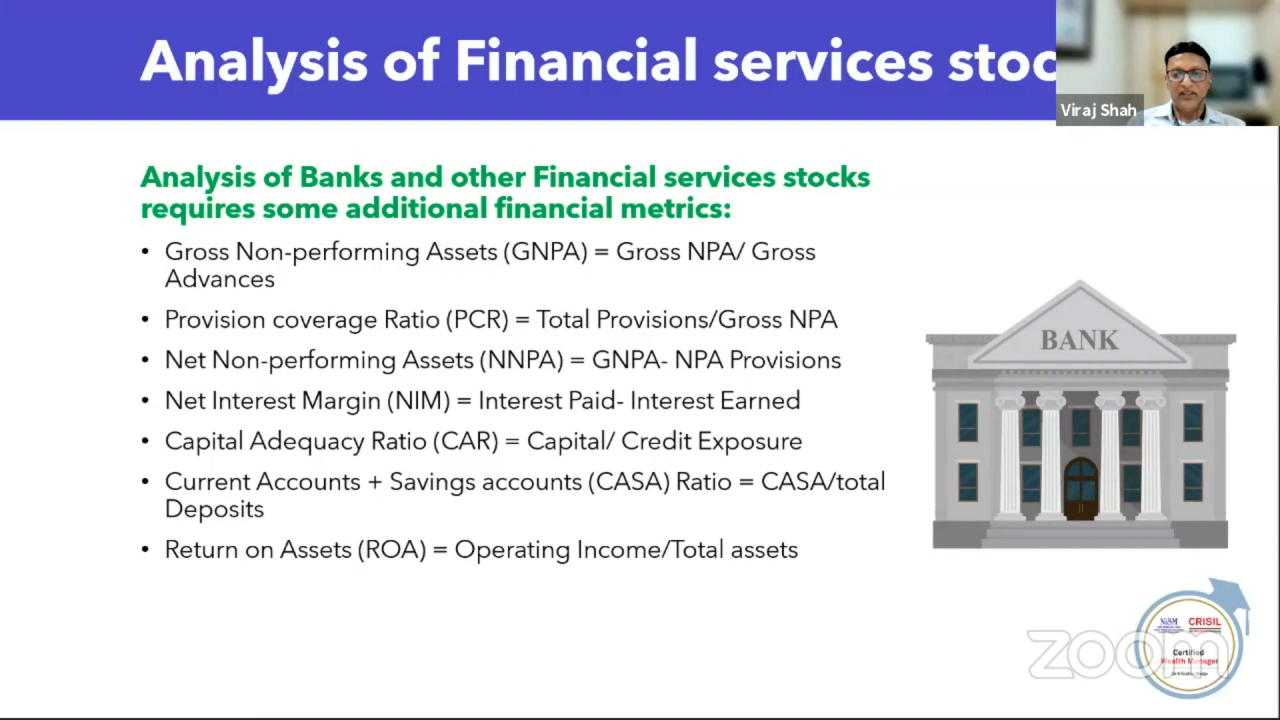 Analysis of Financial services stoc
Viraj Shah
Analysis of Banks and other Financial services stocks
requires some additional financial metrics:
• Gross Non-performing Assets (GNPA) = Gross NPA/ Gross
Advances
• Provision coverage Ratio (PCR) = Total Provisions/Gross NPA
• Net Non-performing Assets (NNPA) = GNPA- NPA Provisions
• Net Interest Margin (NIM) = Interest Paid- Interest Earned
• Capital Adequacy Ratio (CAR) = Capital/ Credit Exposure
• Current Accounts + Savings accounts (CASA) Ratio = CASA/total
Deposits
• Return on Assets (ROA) = Operating Income/Total assets
BANK
NISM CRISIL
zoom
Certified
Wealth Manager